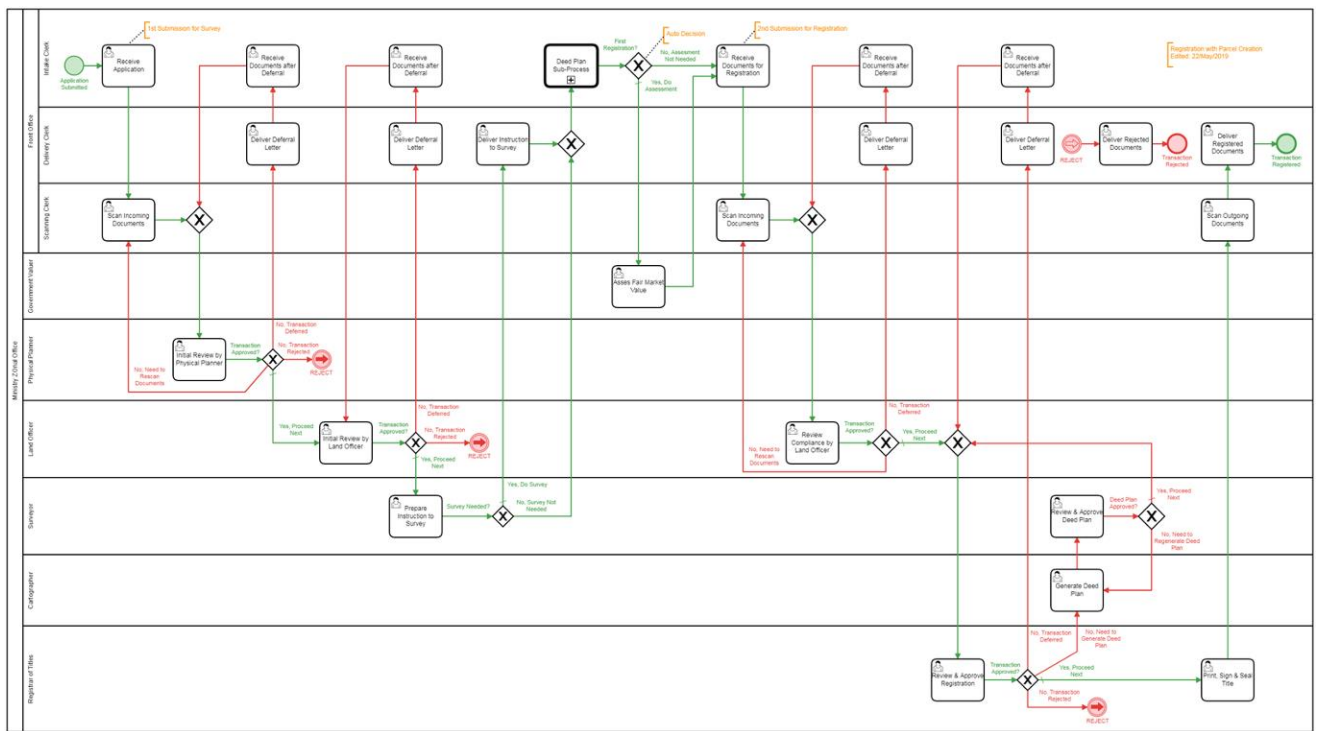 1st Submission for Survey
Receive
Application
Application
Submitted
Receive
Documents after
Deferral
Receive
Documents after
Deferral
Deed Plan
Sub-Process
First
Registration?
Auto Decision
No, Assesment
Not Needed
Yes, Do
Assessment
2nd Submission for Registration
Receive
Documents for
Registration
Receive
Documents after
Deferral
Receive
Documents after
Deferral
Registration with Parcel Creation
Edited: 22/May/2019
Intake Clerk
Front Office
Delivery Clerk
Deliver Deferral
Letter
Deliver Deferral
Letter
Deliver Instruction
to Survey
Deliver Deferral
Letter
Deliver Deferral
Letter
REJECT
Deliver Rejected
Documents
Transaction
Rejected
Deliver
Registered
Documents
Transaction
Registered
Scanning Clerk
Scan Incoming
Documents
Scan Incoming
Documents
Scan Outgoing
Documents
Government Valuer
Asses Fair Market
Value
Ministry Zonal Office
Physical Planner
Initial Review by
Physical Planner
Transaction
Approved?
No, Transaction
Deferred
No, Transaction
Rejected
REJECT
No, Need to
Rescan
Documents
Land Officer
Yes, Proceed
Next
Initial Review by
Land Officer
Transaction
Approved?
No, Transaction
Deferred
No, Transaction
Rejected
REJECT
Yes, Proceed
Next
No, Need to
Rescan
Documents
Review
Compliance by
Land Officer
Transaction
Approved?
No, Transaction
Deferred
Yes, Proceed
Next
Surveyor
Prepare
Instruction to
Survey
Survey Needed?
Yes, Do Survey
No, Survey Not
Needed
Review & Approve
Deed Plan
Deed Plan
Approved?
Yes, Proceed
Next
No, Need to
Regenerate Deed
Plan
Cartographer
Generate Deed
Plan
Registrar of Titles
Review & Approve
Registration
Transaction
Approved?
No, Transaction
Deferred
No, Need to
Generate Deed
Plan
Yes, Proceed
Next
No, Transaction
Rejected
REJECT
Print, Sign & Seal
Title